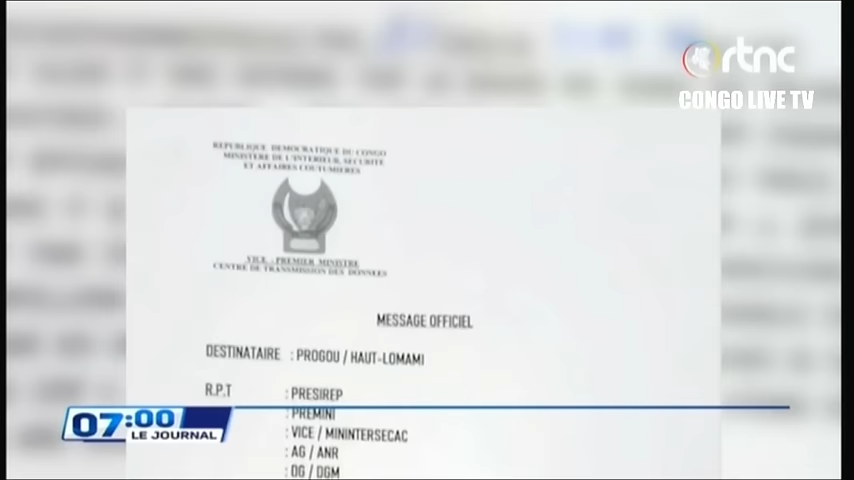 rtnc
CONGO LIVE TV
REPUBLIQUE DEMOCRATIQUE DU CONGO
MINISTERE DE L'INTERIEUR, SECURITE
ET AFFAIRES COUTUMIERES
VICE - PREMIER MINISTRE
CENTRE DE TRANSMISSION DES DONNEES
MESSAGE OFFICIEL
DESTINATAIRE : PROGOU / HAUT-LOMAMI
R.P.T : PRESIREP
: PREMINI
: VICE / MININTERSECAC
: AG / ANR
: DG / DGM
07:00
LE JOURNAL